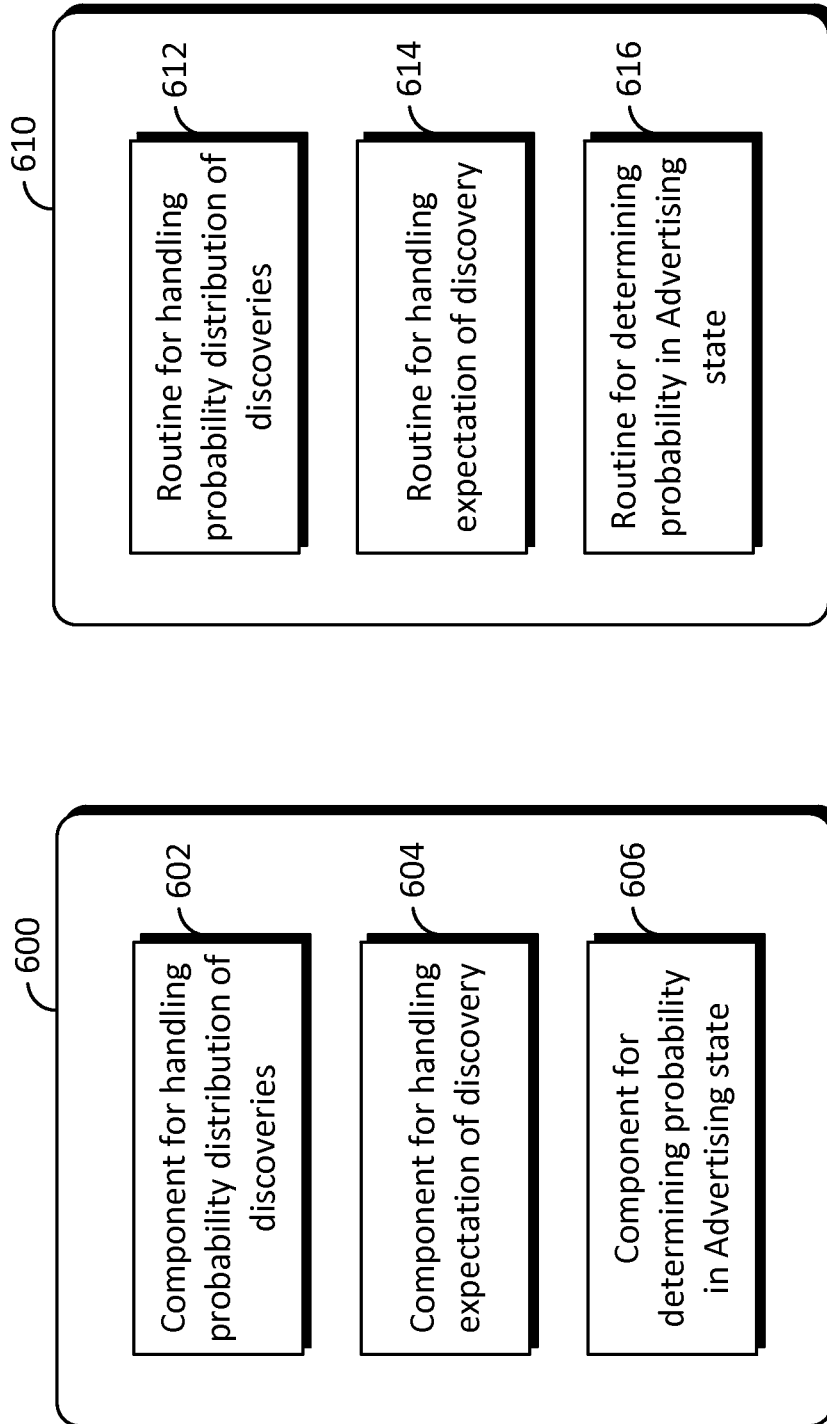 600
Component for handling
probability distribution of
discoveries
602
Component for handling
expectation of discovery
604
Component for
determining probability
in Advertising state
606
610
Routine for handling
probability distribution of
discoveries
612
Routine for handling
expectation of discovery
614
Routine for determining
probability in Advertising
state
616